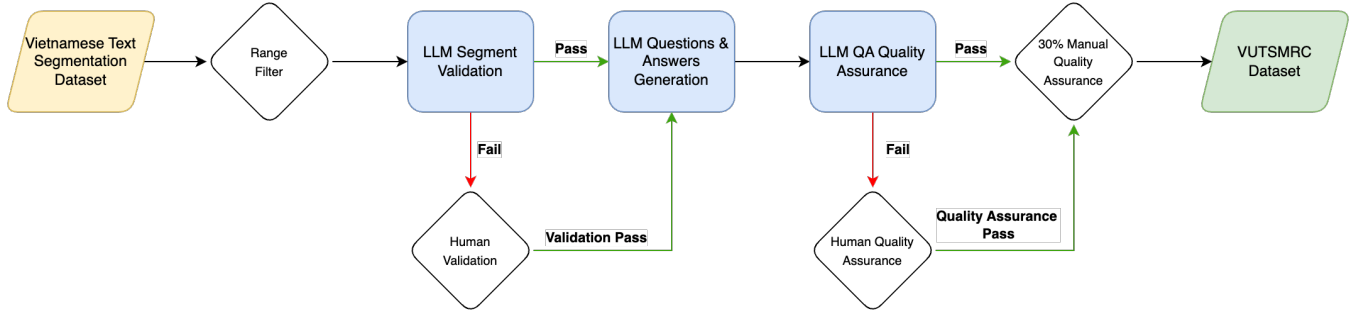 Vietnamese Text
Segmentation
Dataset
Range
Filter
LLM Segment
Validation
Pass
LLM Questions &
Answers
Generation
LLM QA Quality
Assurance
Pass
30% Manual
Quality
Assurance
VUTSMRC
Dataset
Fail
Fail
Human
Validation
Validation Pass
Human Quality
Assurance
Quality Assurance
Pass